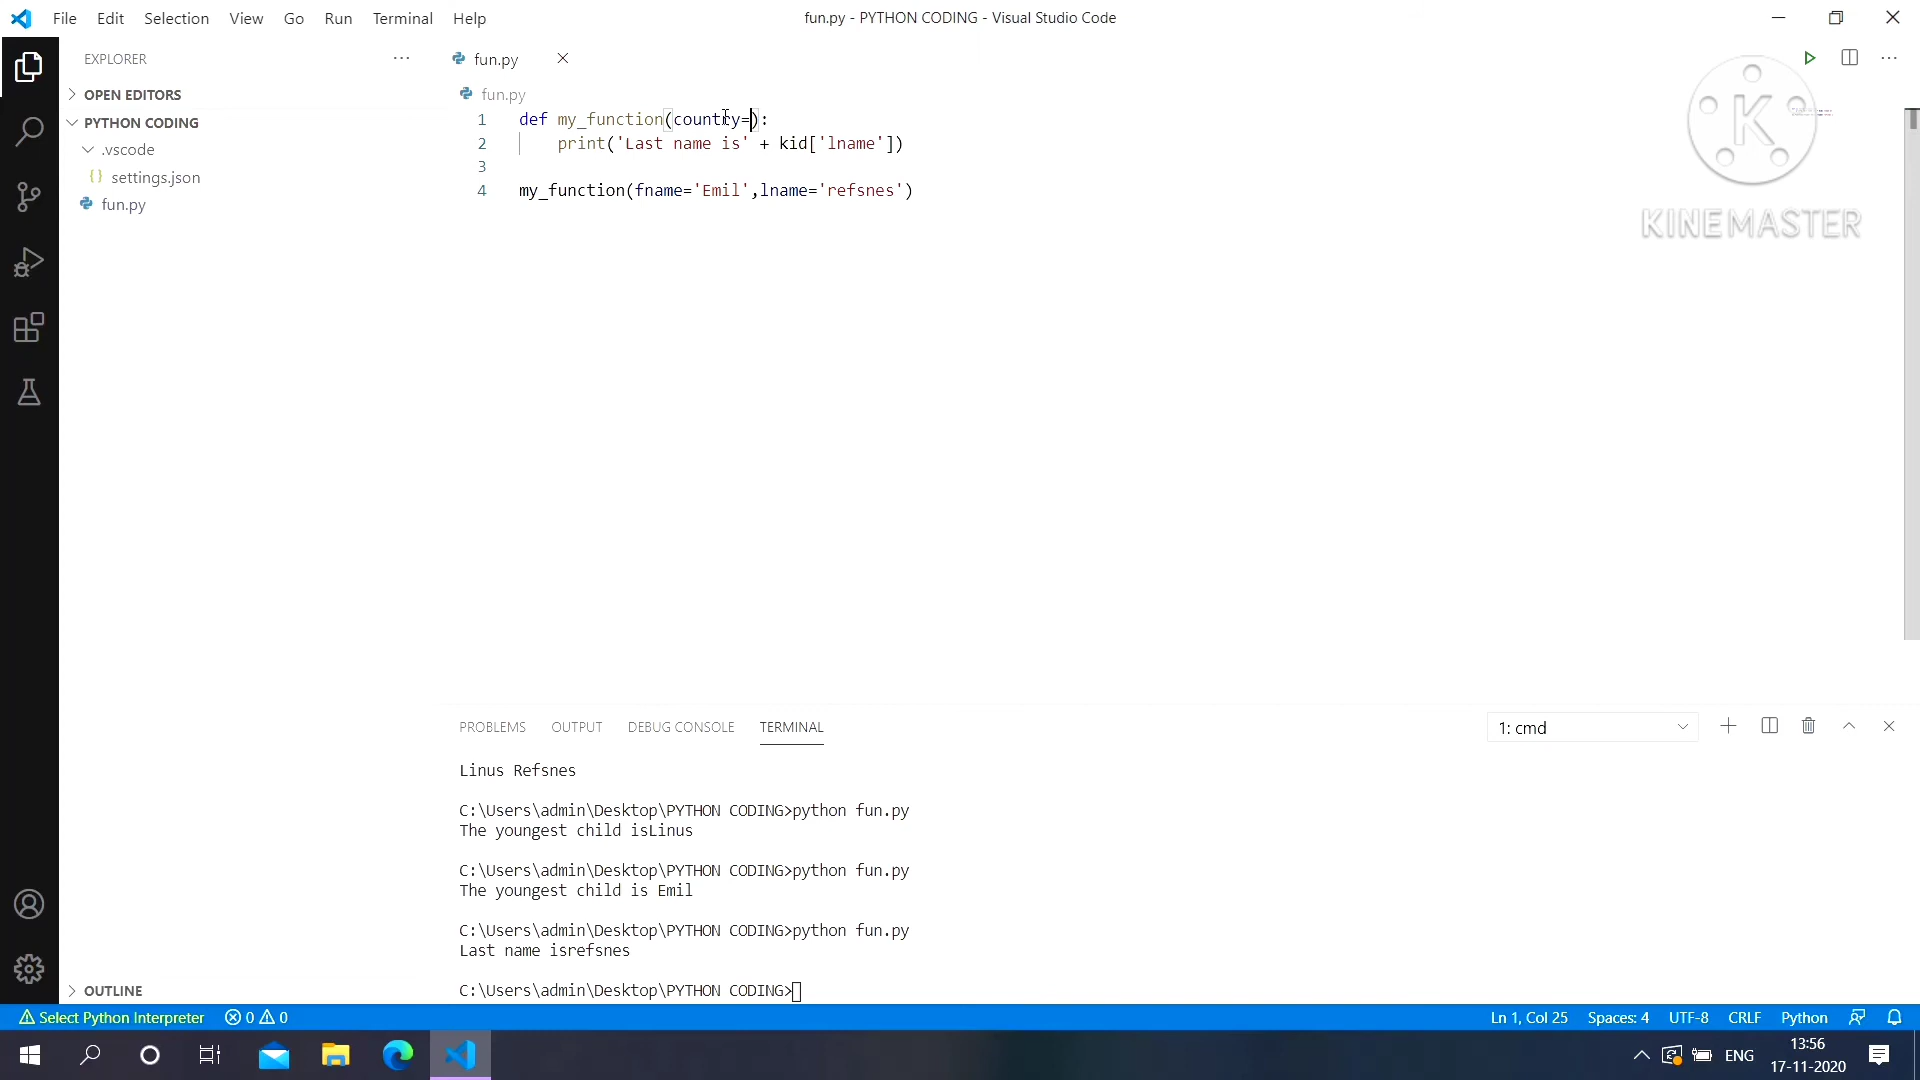 File Edit Selection View Go Run Terminal Help
fun.py - PYTHON CODING - Visual Studio Code
EXPLORER
OPEN EDITORS
PYTHON CODING
.vscode
{} settings.json
fun.py
fun.py
fun.py
1 def my_function(country=):
2 print('Last name is' + kid['lname'])
3
4 my_function(fname='Emil',lname='refsnes')
K
KINEMASTER
PROBLEMS OUTPUT DEBUG CONSOLE TERMINAL
1: cmd
Linus Refsnes
C:\Users\admin\Desktop\PYTHON CODING>python fun.py
The youngest child isLinus
C:\Users\admin\Desktop\PYTHON CODING>python fun.py
The youngest child is Emil
C:\Users\admin\Desktop\PYTHON CODING>python fun.py
Last name isrefsnes
C:\Users\admin\Desktop\PYTHON CODING>
OUTLINE
Select Python Interpreter 0 0
Ln 1, Col 25 Spaces: 4 UTF-8 CRLF Python
ENG
13:56
17-11-2020